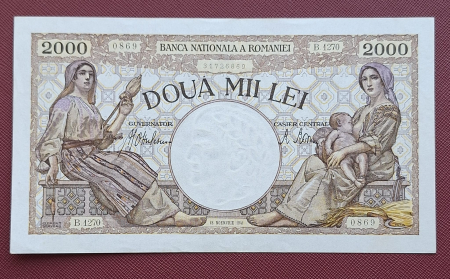 2000 0869 BANCA NATIONALA A ROMANIEI B 1270 2000
DOUĂ MII LEI
GUVERNATOR CASIER CENTRAL
B 1270 0869